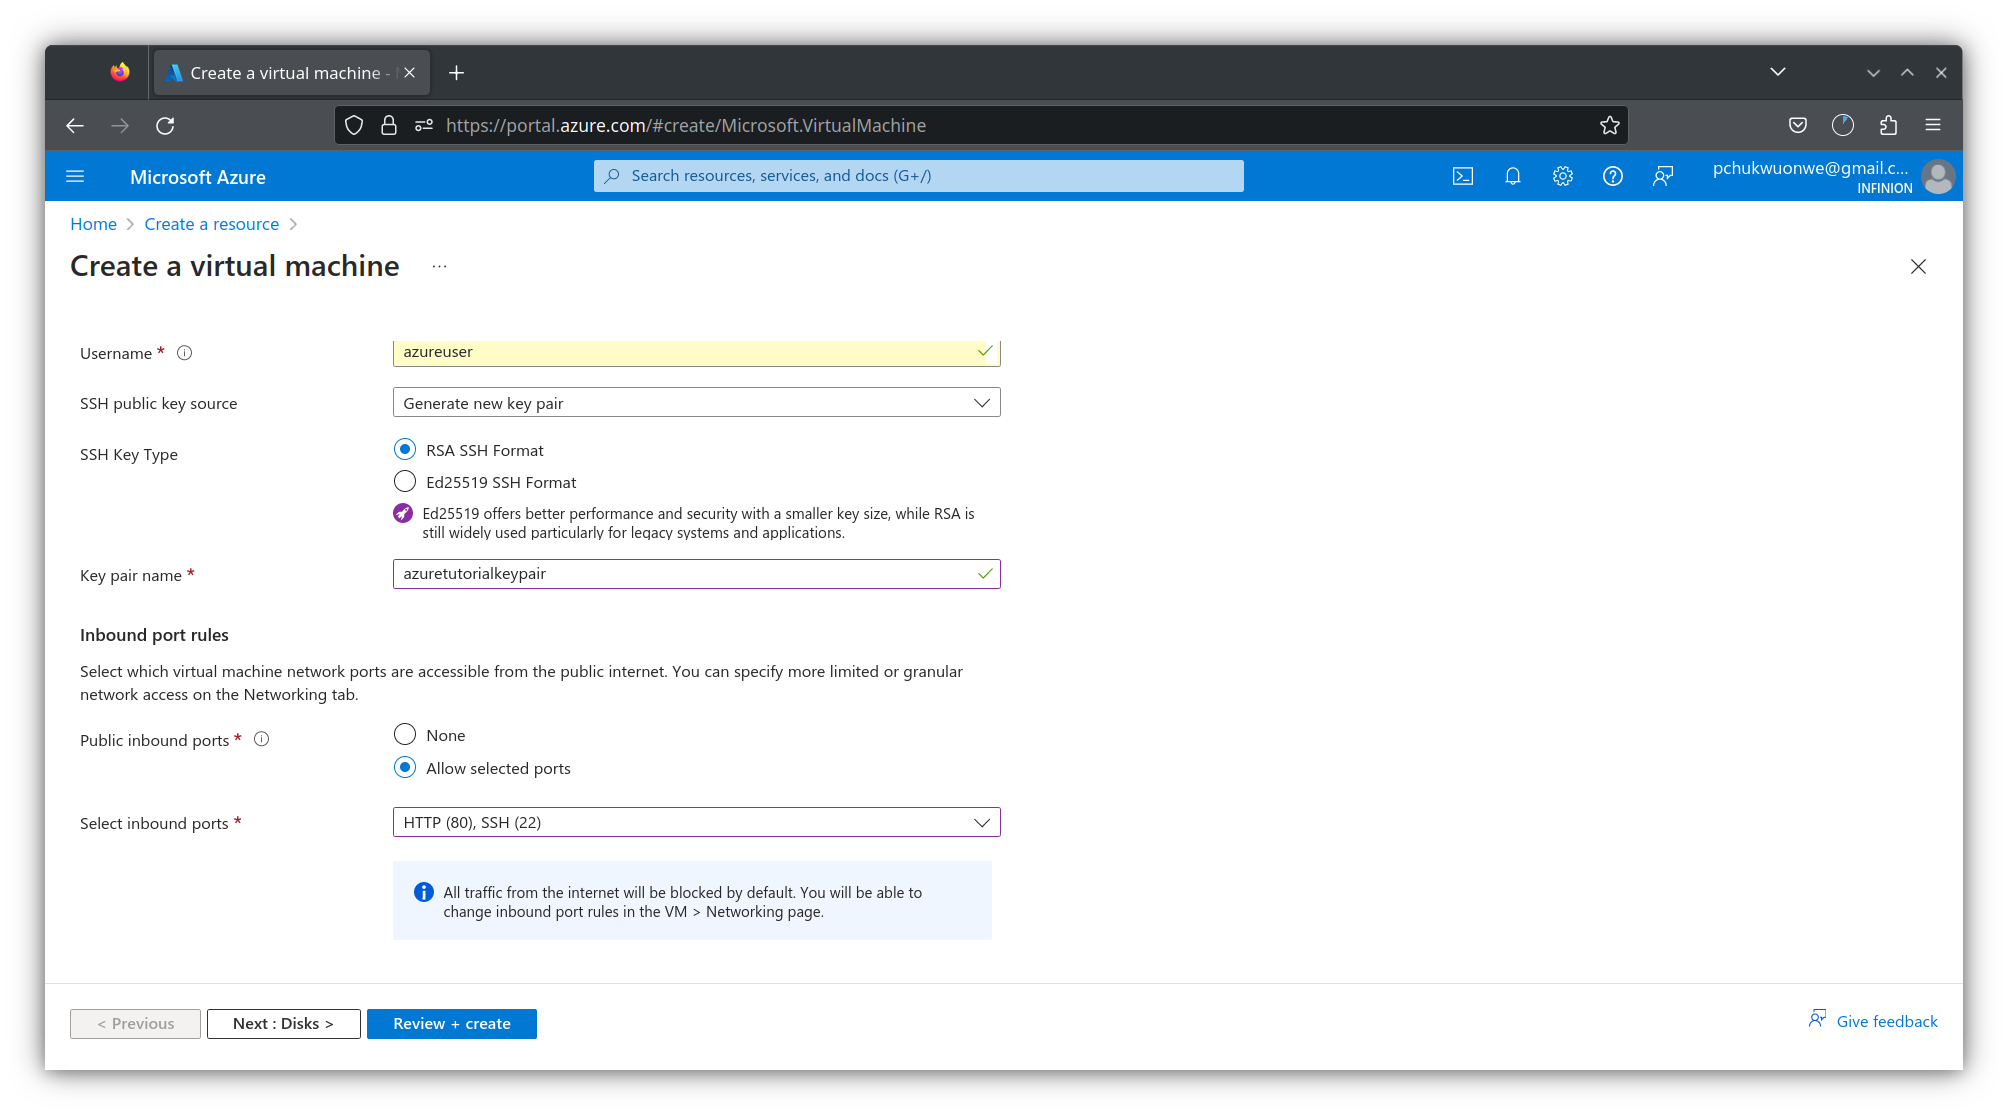 Create a virtual machine -
https://portal.azure.com/#create/Microsoft.VirtualMachine
Microsoft Azure
Search resources, services, and docs (G+/)
pchukwuonwe@gmail.c...
INFINION
Home > Create a resource >
Create a virtual machine ...
Username * azureuser
SSH public key source Generate new key pair
SSH Key Type
RSA SSH Format
Ed25519 SSH Format
Ed25519 offers better performance and security with a smaller key size, while RSA is
still widely used particularly for legacy systems and applications.
Key pair name * azuretutorialkeypair
Inbound port rules
Select which virtual machine network ports are accessible from the public internet. You can specify more limited or granular
network access on the Networking tab.
Public inbound ports *
None
Allow selected ports
Select inbound ports * HTTP (80), SSH (22)
All traffic from the internet will be blocked by default. You will be able to
change inbound port rules in the VM > Networking page.
< Previous
Next : Disks >
Review + create
Give feedback